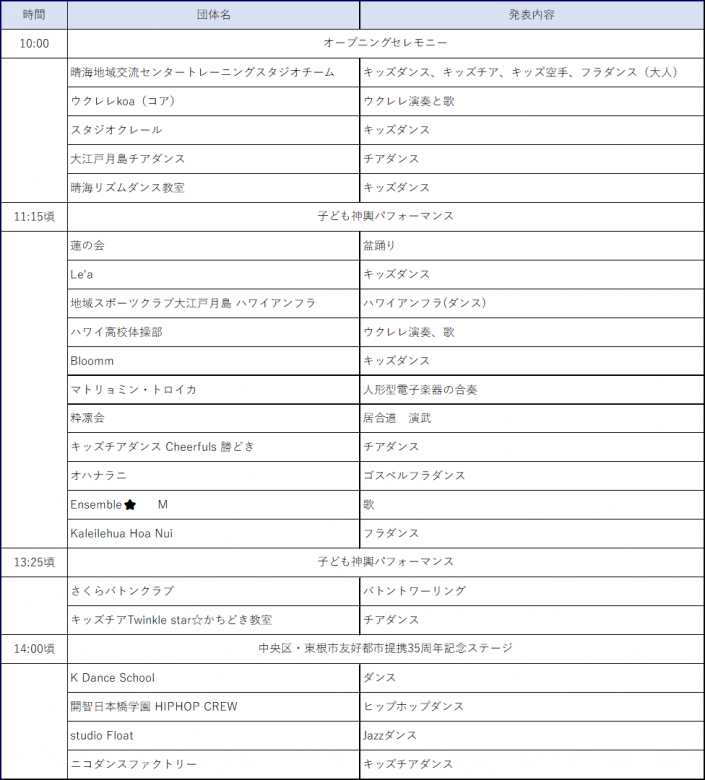 時間 団体名 発表内容
10:00 オープニングセレモニー
晴海地域交流センタートレーニングスタジオチーム キッズダンス、キッズチア、キッズ空手、フラダンス（大人）
ウクレレkoa（コア） ウクレレ演奏と歌
スタジオクレール キッズダンス
大江戸月島チアダンス チアダンス
晴海リズムダンス教室 キッズダンス
11:15頃 子ども神輿パフォーマンス
蓮の会 盆踊り
Le'a キッズダンス
地域スポーツクラブ大江戸月島 ハワイアンフラ ハワイアンフラ(ダンス)
ハワイ高校体操部 ウクレレ演奏、歌
Bloomm キッズダンス
マトリョミン・トロイカ 人形型電子楽器の合奏
粋凛会 居合道　演武
キッズチアダンス Cheerfuls 勝どき チアダンス
オハナラニ ゴスペルフラダンス
Ensemble★　M 歌
Kaleilehua Hoa Nui フラダンス
13:25頃 子ども神輿パフォーマンス
さくらバトンクラブ バトントワーリング
キッズチアTwinkle star☆かちどき教室 チアダンス
14:00頃 中央区・東根市友好都市提携35周年記念ステージ
K Dance School ダンス
開智日本橋学園 HIPHOP CREW ヒップホップダンス
studio Float Jazzダンス
ニコダンスファクトリー キッズチアダンス